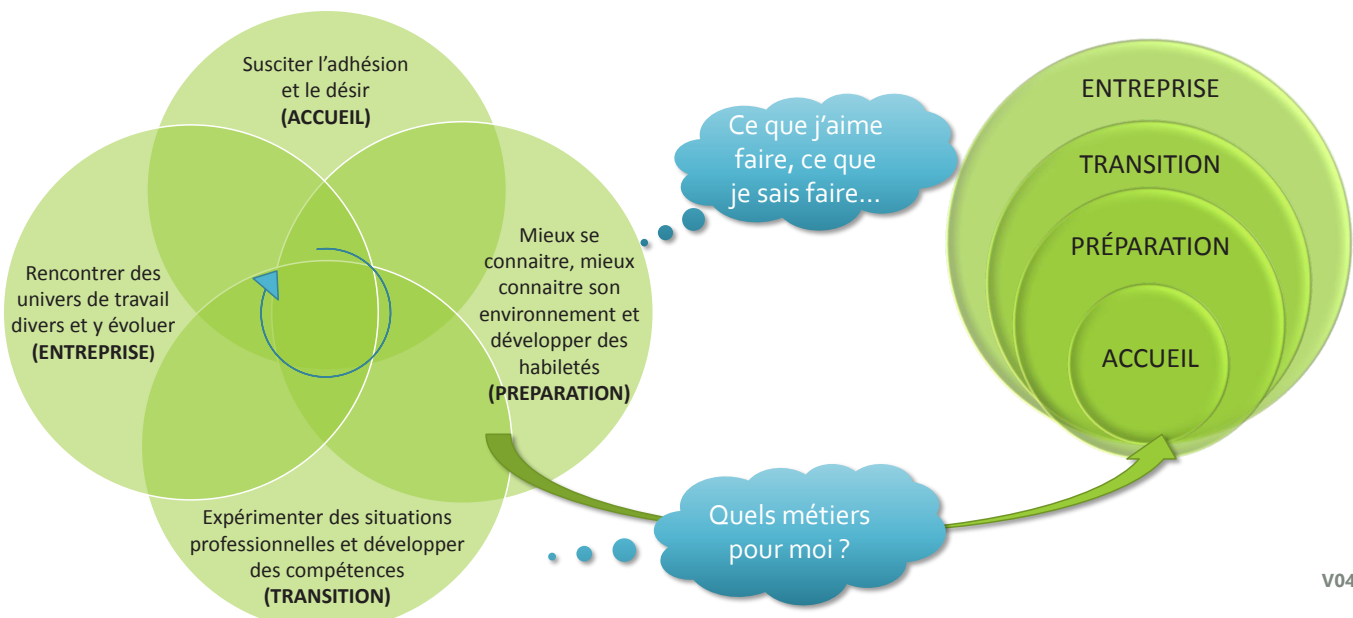 Susciter l'adhésion
et le désir
(ACCUEIL)
Rencontrer des
univers de travail
divers et y évoluer
(ENTREPRISE)
Mieux se
connaitre, mieux
connaitre son
environnement et
développer des
habiletés
(PREPARATION)
Expérimenter des situations
professionnelles et développer
des compétences
(TRANSITION)
Ce que j'aime
faire, ce que
je sais faire...
Quels métiers
pour moi ?
ENTREPRISE
TRANSITION
PRÉPARATION
ACCUEIL
V04